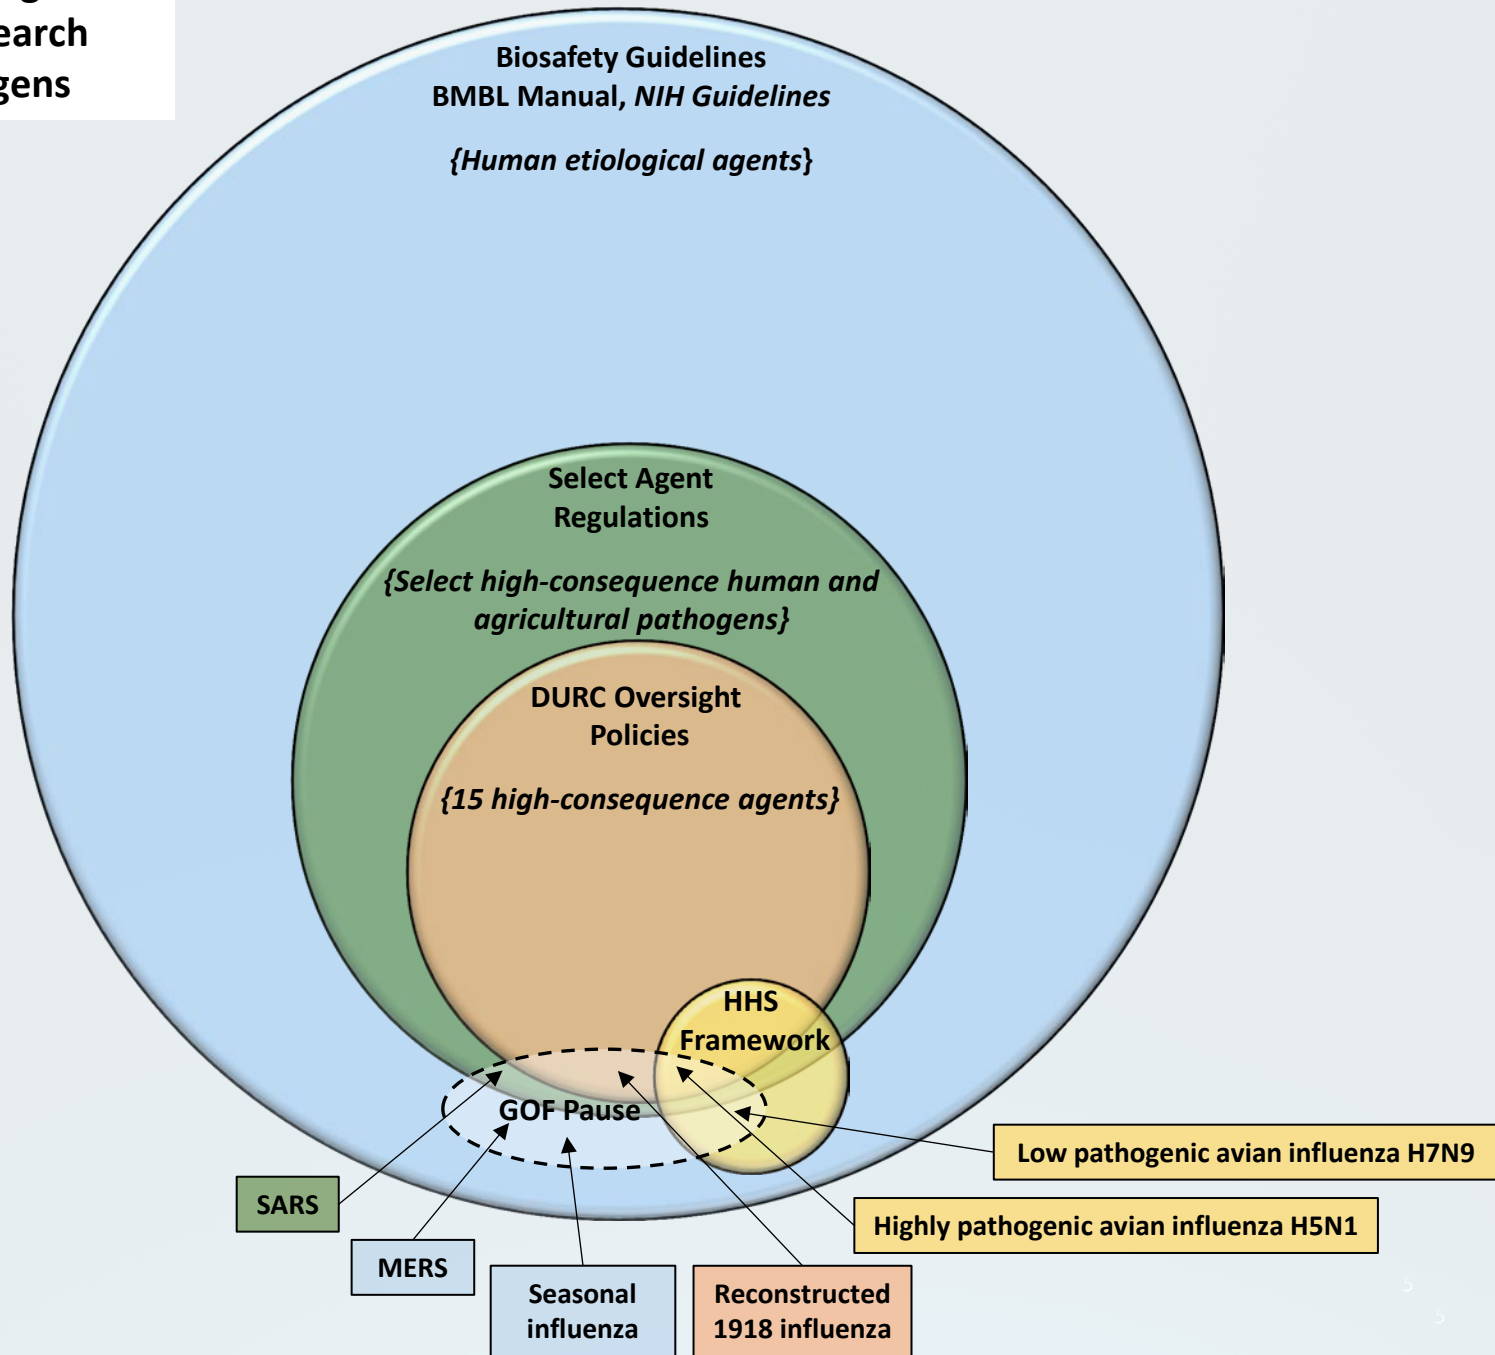 earch
gens
Biosafety Guidelines
BMBL Manual, NIH Guidelines
{Human etiological agents}
Select Agent
Regulations
{Select high-consequence human and
agricultural pathogens}
DURC Oversight
Policies
{15 high-consequence agents}
HHS
Framework
GOF Pause
Low pathogenic avian influenza H7N9
SARS
Highly pathogenic avian influenza H5N1
MERS
Seasonal
influenza
Reconstructed
1918 influenza
5
5